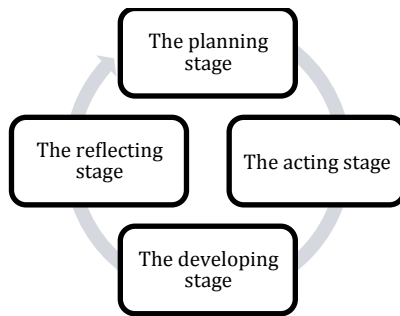 The planning
stage
The reflecting
stage
The acting stage
The developing
stage